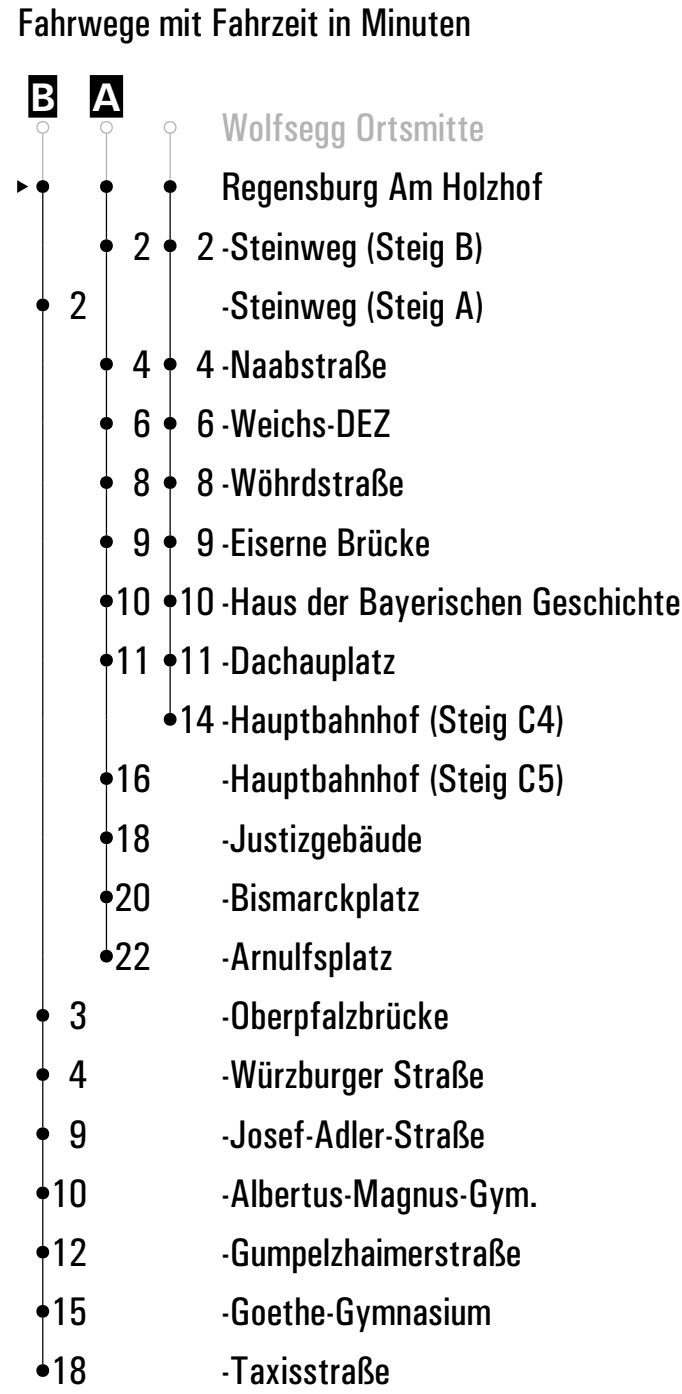 Fahrwege mit Fahrzeit in Minuten
B A
Wolfsegg Ortsmitte
Regensburg Am Holzhof
2 2 -Steinweg (Steig B)
2 -Steinweg (Steig A)
4 4 -Naabstraße
6 6 -Weichs-DEZ
8 8 -Wöhrdstraße
9 9 -Eiserne Brücke
10 10 -Haus der Bayerischen Geschichte
11 11 -Dachauplatz
14 -Hauptbahnhof (Steig C4)
16 -Hauptbahnhof (Steig C5)
18 -Justizgebäude
20 -Bismarckplatz
22 -Arnulfsplatz
3 -Oberpfalzbrücke
4 -Würzburger Straße
9 -Josef-Adler-Straße
10 -Albertus-Magnus-Gym.
12 -Gumpelzhaimerstraße
15 -Goethe-Gymnasium
18 -Taxisstraße